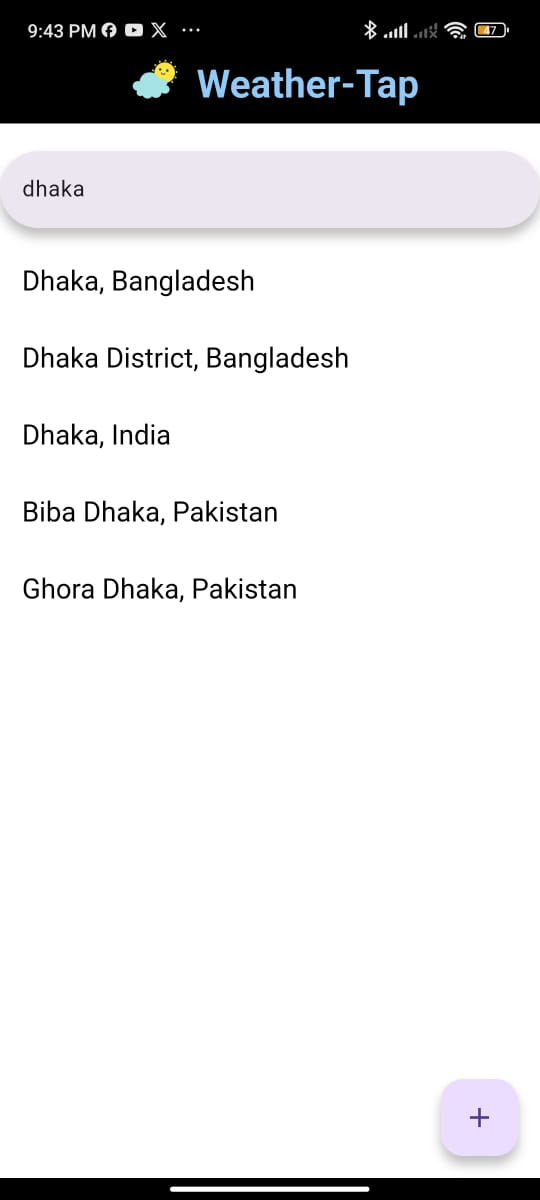 9:43 PM
47
Weather-Tap
dhaka
Dhaka, Bangladesh
Dhaka District, Bangladesh
Dhaka, India
Biba Dhaka, Pakistan
Ghora Dhaka, Pakistan
+